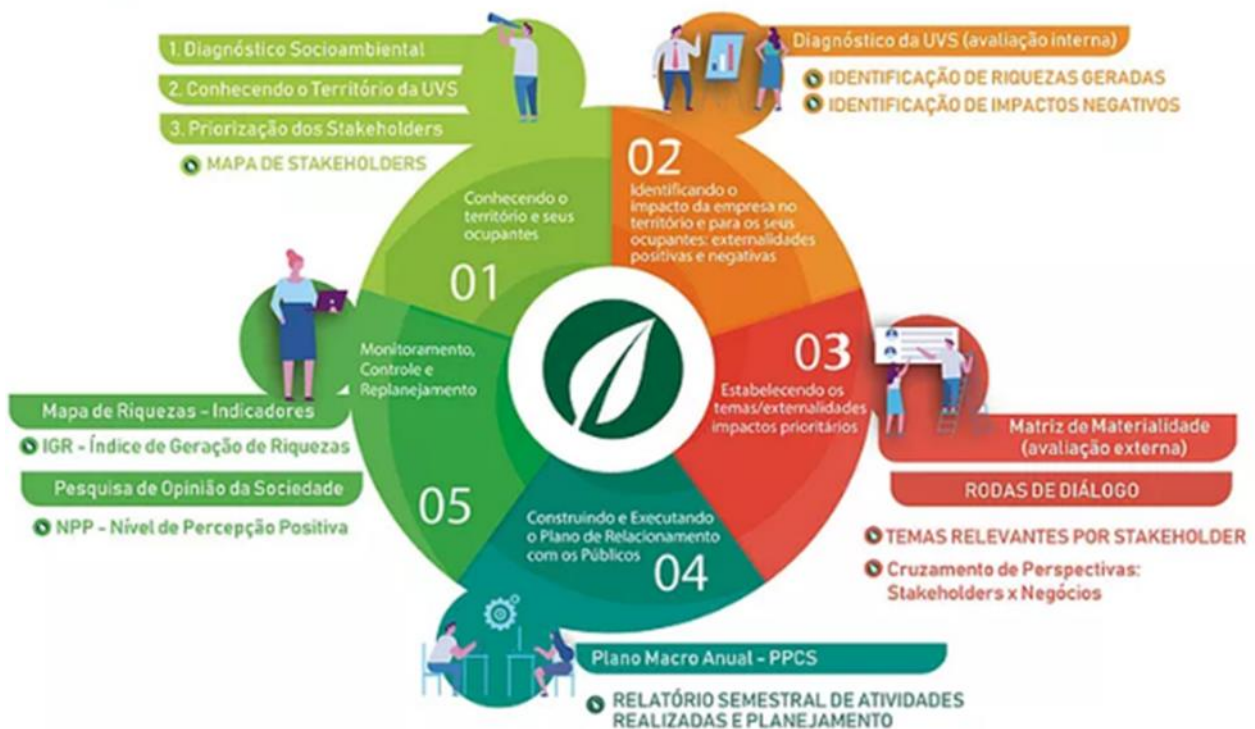 1. Diagnóstico Socioambiental
2. Conhecendo o Território da UVS
3. Priorização dos Stakeholders
MAPA DE STAKEHOLDERS
Conhecendo o
território e seus
ocupantes
01
Diagnóstico da UVS (avaliação interna)
IDENTIFICAÇÃO DE RIQUEZAS GERADAS
IDENTIFICAÇÃO DE IMPACTOS NEGATIVOS
02
Identificando o
impacto da empresa no
território e para os seus
ocupantes: externalidades
positivas e negativas
03
Estabelecendo os
temas/externalidades
impactos prioritários
Matriz de Materialidade
(avaliação externa)
RODAS DE DIÁLOGO
TEMAS RELEVANTES POR STAKEHOLDER
Cruzamento de Perspectivas:
Stakeholders x Negócios
Construindo e Executando
o Plano de Relacionamento
com os Públicos
04
Plano Macro Anual - PPCS
RELATÓRIO SEMESTRAL DE ATIVIDADES
REALIZADAS E PLANEJAMENTO
Monitoramento,
Controle e
Replanejamento
05
Mapa de Riquezas - Indicadores
IGR - Índice de Geração de Riquezas
Pesquisa de Opinião da Sociedade
NPP - Nível de Percepção Positiva